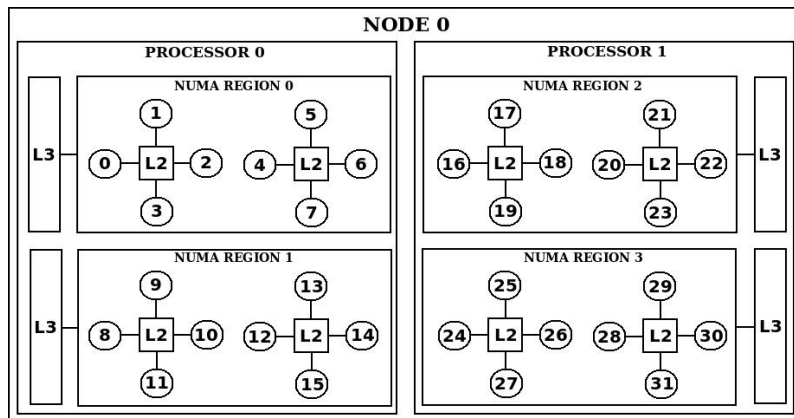 NODE 0
PROCESSOR 0
NUMA REGION 0
L3
1
0 L2 2
3
5
4 L2 6
7
NUMA REGION 1
L3
9
8 L2 10
11
13
12 L2 14
15
PROCESSOR 1
NUMA REGION 2
17
16 L2 18
19
21
20 L2 22
23
L3
NUMA REGION 3
25
24 L2 26
27
29
28 L2 30
31
L3